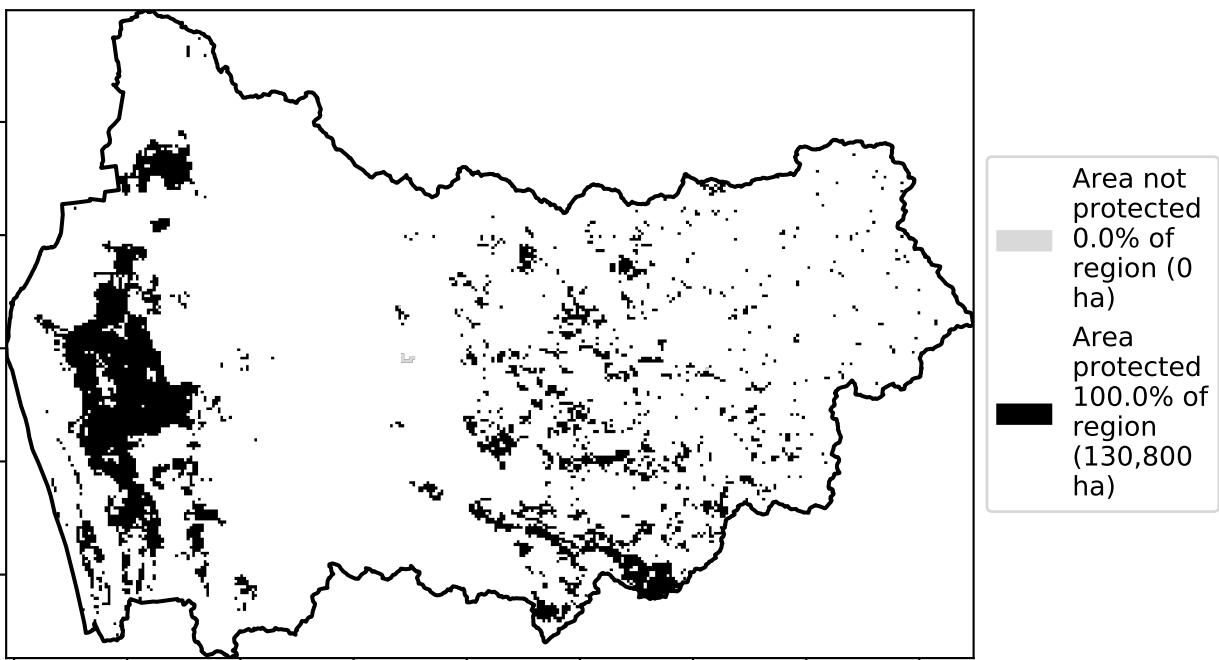 Area not
protected
0.0% of
region (0
ha)
Area
protected
100.0% of
region
(130,800
ha)